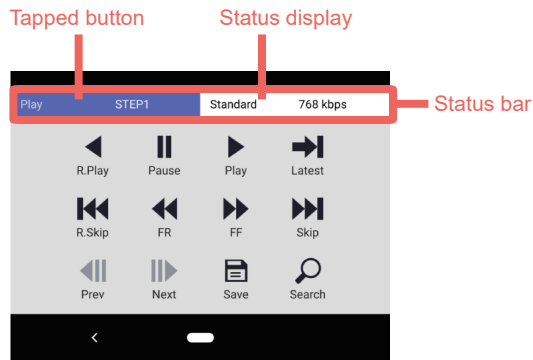 Tapped button Status display
Play STEP1 Standard 768 kbps
Status bar
R.Play Pause Play Latest
R.Skip FR FF Skip
Prev Next Save Search